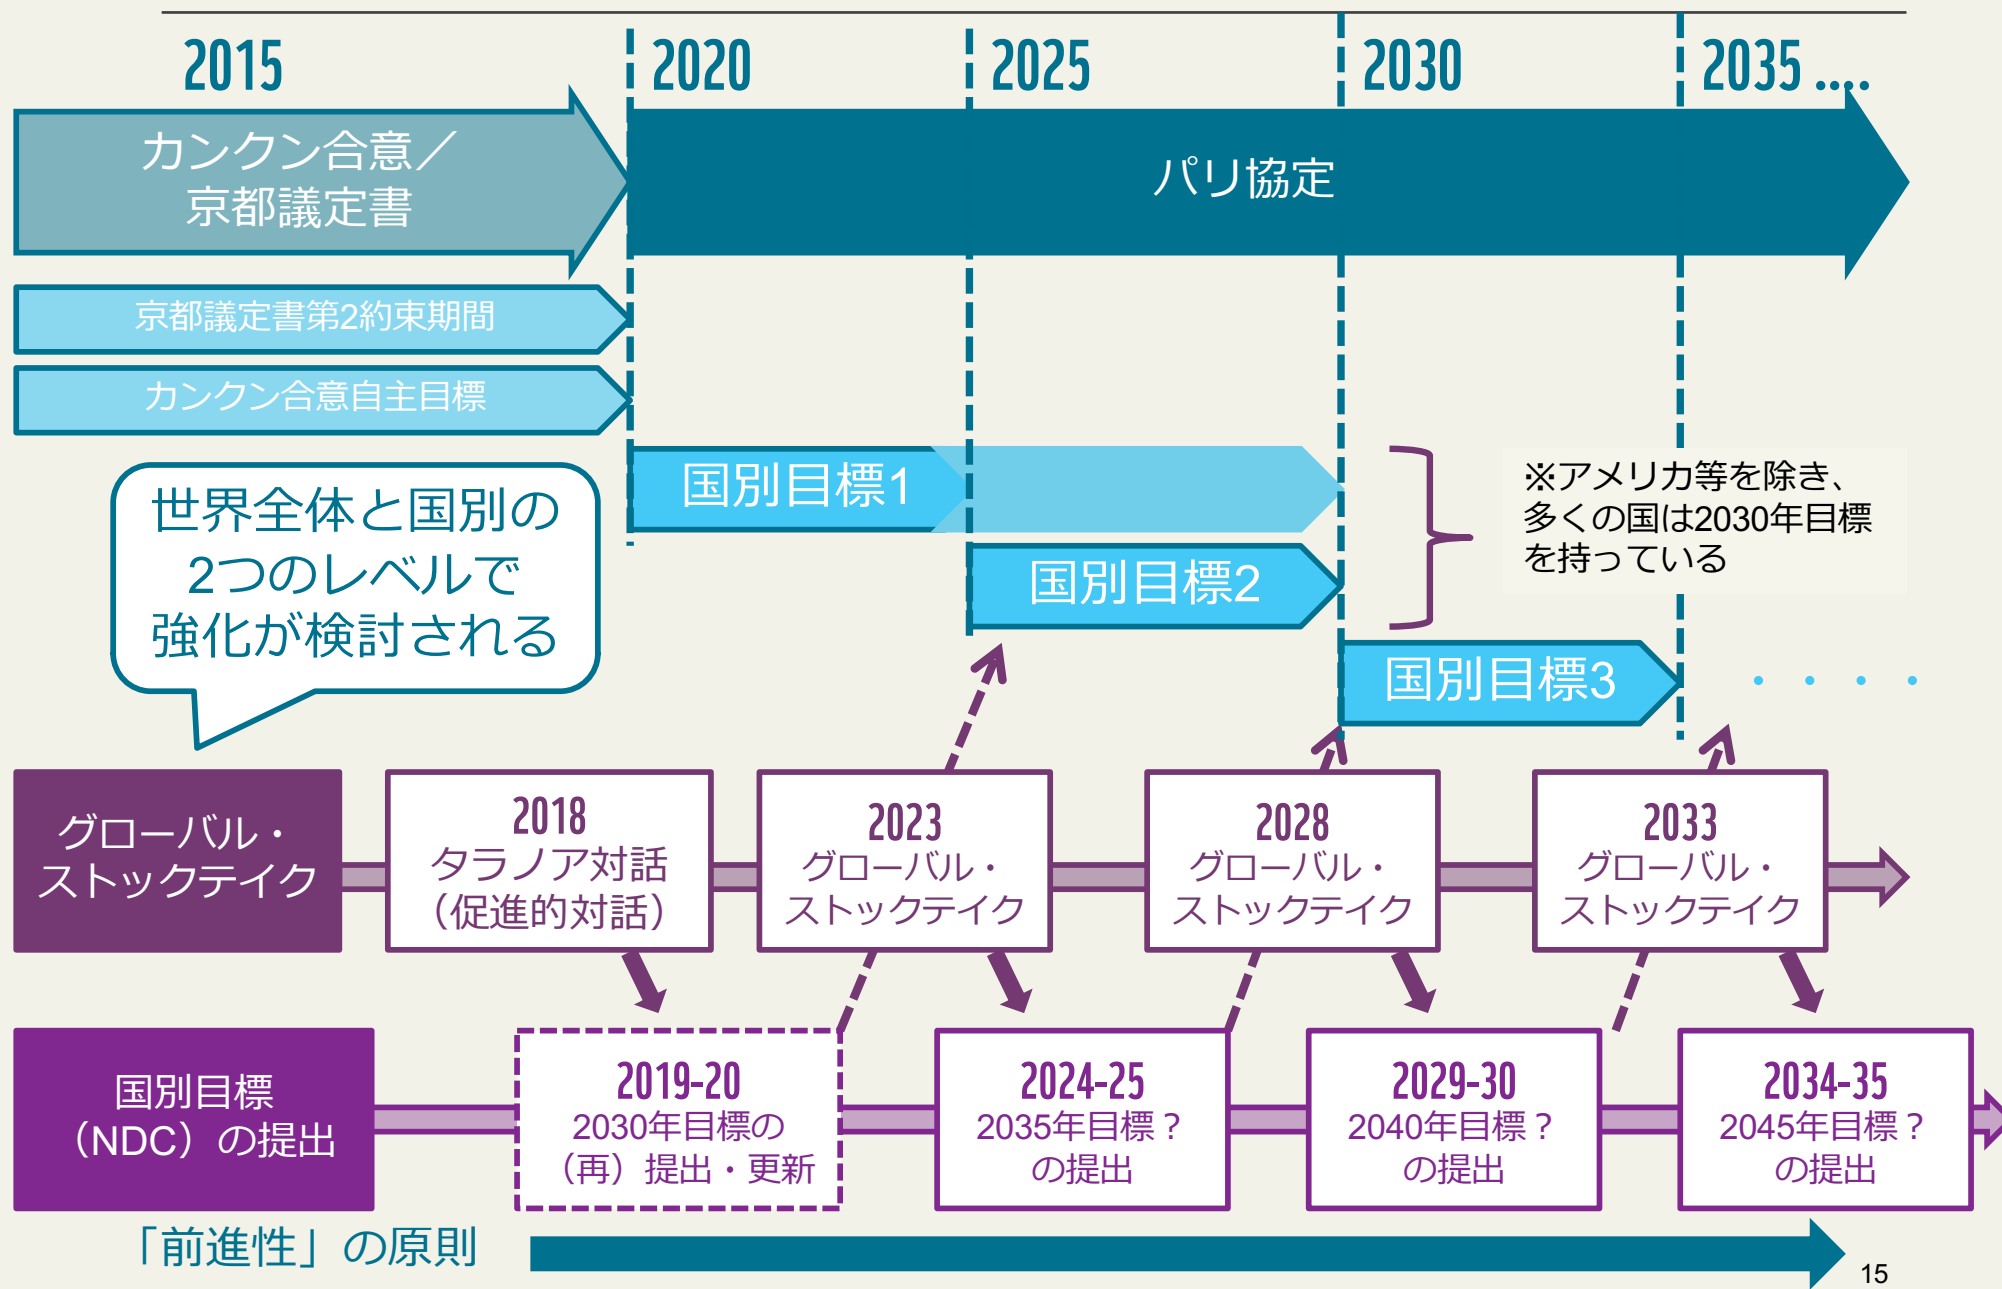 2015
2020
2025
2030
2035 ....
カンクン合意／
京都議定書
パリ協定
京都議定書第2約束期間
カンクン合意自主目標
国別目標1
国別目標2
国別目標3
※アメリカ等を除き、
多くの国は2030年目標
を持っている
・・・・
世界全体と国別の
2つのレベルで
強化が検討される
グローバル・
ストックテイク
2018
タラノア対話
（促進的対話）
2023
グローバル・
ストックテイク
2028
グローバル・
ストックテイク
2033
グローバル・
ストックテイク
国別目標
（NDC）の提出
2019-20
2030年目標の
（再）提出・更新
2024-25
2035年目標？
の提出
2029-30
2040年目標？
の提出
2034-35
2045年目標？
の提出
「前進性」の原則
15